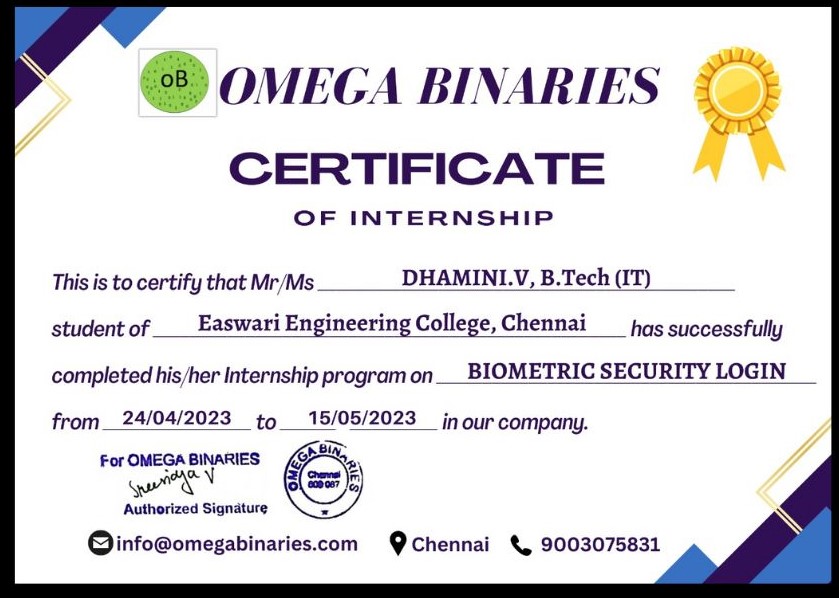 oB
OMEGA BINARIES
CERTIFICATE
OF INTERNSHIP
This is to certify that Mr/Ms DHAMINI.V, B.Tech (IT)
student of Easwari Engineering College, Chennai has successfully
completed his/her Internship program on BIOMETRIC SECURITY LOGIN
from 24/04/2023 to 15/05/2023 in our company.
For OMEGA BINARIES
Authorized Signature
OMEGA BINARIES
Chennai
600 087
info@omegabinaries.com Chennai 9003075831